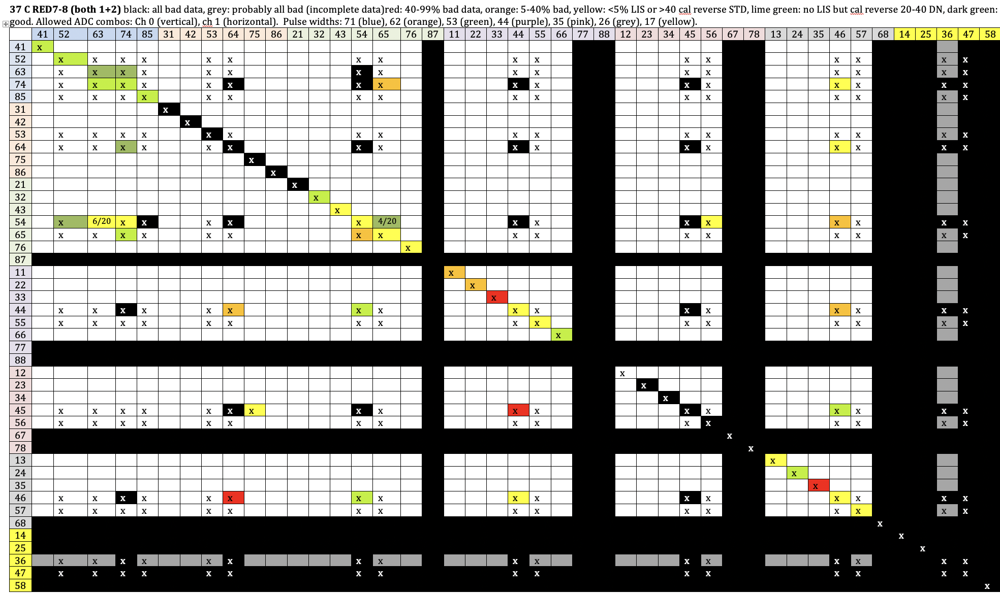 37 C RED7-8 (both 1+2) black: all bad data, grey: probably all bad (incomplete data)red: 40-99% bad data, orange: 5-40% bad, yellow: <5% LIS or >40 cal reverse STD, lime green: no LIS but cal reverse 20-40 DN, dark green:
good. Allowed ADC combos: Ch 0 (vertical), ch 1 (horizontal). Pulse widths: 71 (blue), 62 (orange), 53 (green), 44 (purple), 35 (pink), 26 (grey), 17 (yellow).
41 52 63 74 85 31 42 53 64 75 86 21 32 43 54 65 76 87 11 22 33 44 55 66 77 88 12 23 34 45 56 67 78 13 24 35 46 57 68 14 25 36 47 58
41 x
52 x x x x x x x x x x x x x x x x
63 x x x x x x x x x x x x x x x x
74 x x x x x x x x x x x x x x x x
85 x x x x x x x x x x x x x x x x
31 x
42 x
53 x x x x x x x x x x x x x x x x
64 x x x x x x x x x x x x x x x x
75 x
86 x
21 x
32 x
43 x
54 x 6/20 x x x x x 4/20 x x x x x x x x
65 x x x x x x x x x x x x x x x x
76 x
87
11 x
22 x
33 x
44 x x x x x x x x x x x x x x x x
55 x x x x x x x x x x x x x x x x
66 x
77
88
12 x
23 x
34 x
45 x x x x x x x x x x x x x x x x x
56 x x x x x x x x x x x x x x x x
67 x
78 x
13 x
24 x
35 x
46 x x x x x x x x x x x x x x x x
57 x x x x x x x x x x x x x x x x
68 x
14 x
25 x
36 x x x x x x x x x x x x x x x x
47 x x x x x x x x x x x x x x x x
58 x